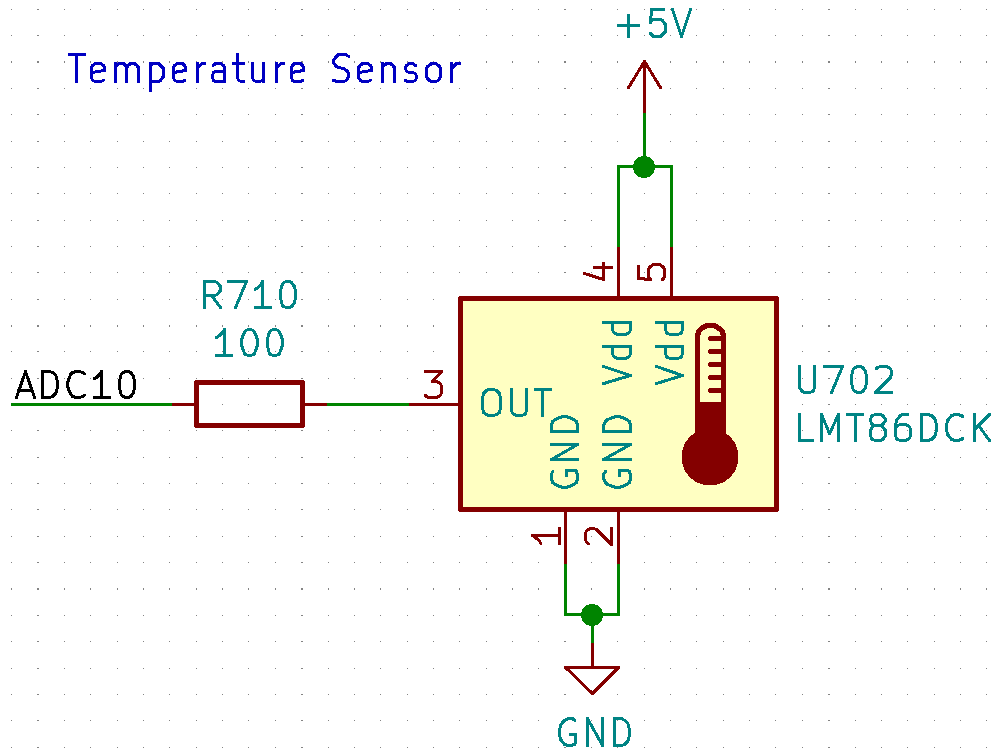 +5V
Temperature Sensor
4
5
R710
100
Vdd
Vdd
ADC10
3
OUT
U702
LMT86DCK
GND
GND
1
2
GND